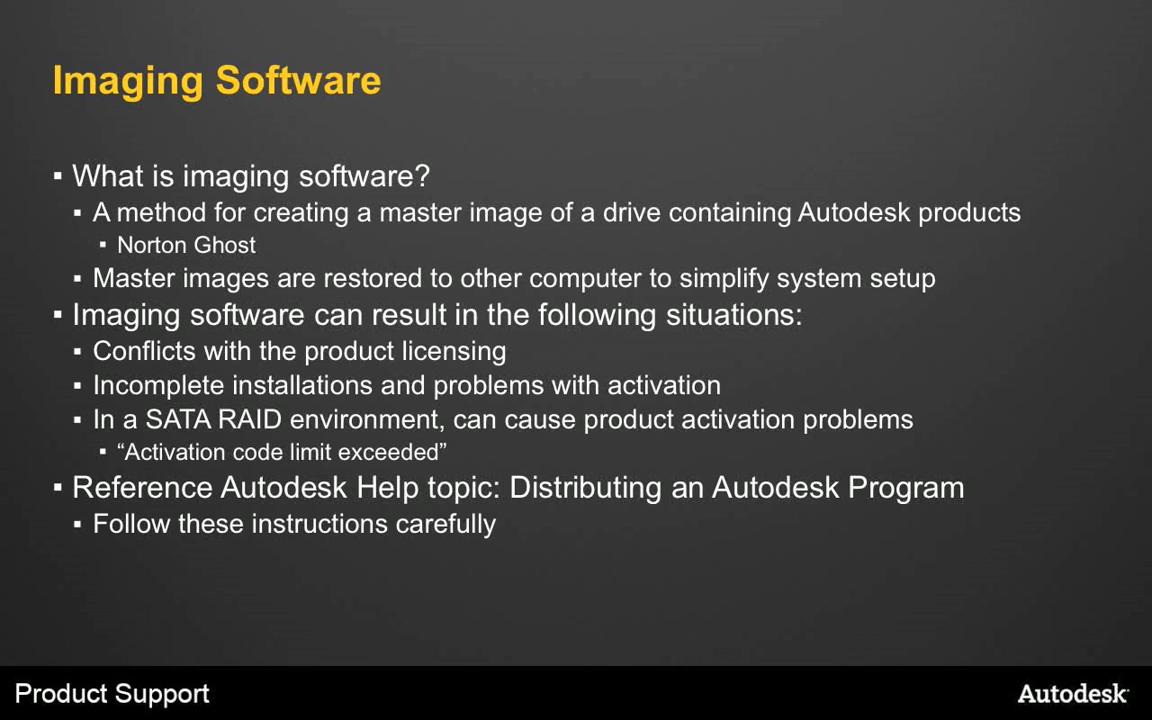 Imaging Software
▪ What is imaging software?
▪ A method for creating a master image of a drive containing Autodesk products
▪ Norton Ghost
▪ Master images are restored to other computer to simplify system setup
▪ Imaging software can result in the following situations:
▪ Conflicts with the product licensing
▪ Incomplete installations and problems with activation
▪ In a SATA RAID environment, can cause product activation problems
▪ “Activation code limit exceeded”
▪ Reference Autodesk Help topic: Distributing an Autodesk Program
▪ Follow these instructions carefully
Product Support
Autodesk